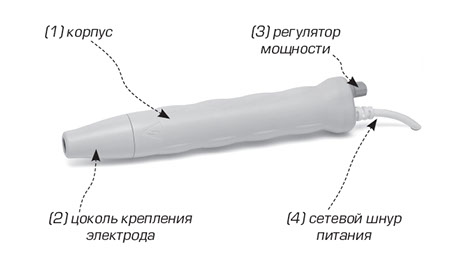 (1) корпус
(3) регулятор
мощности
(2) цоколь крепления
электрода
(4) сетевой шнур
питания